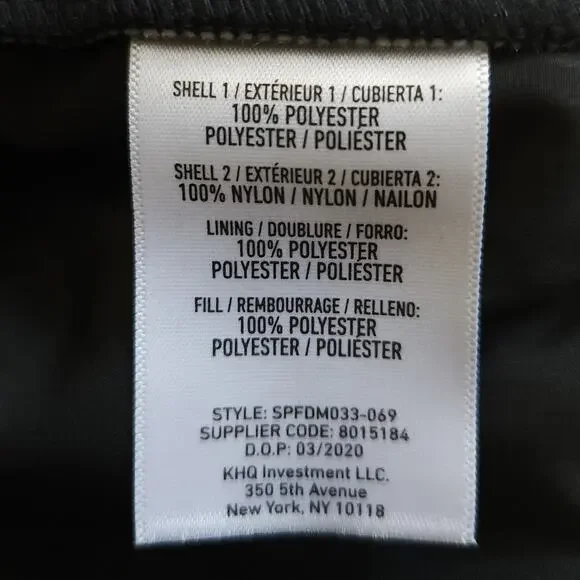 SHELL 1 / EXTÉRIEUR 1 / CUBIERTA 1:
100% POLYESTER
POLYESTER / POLIÉSTER
SHELL 2 / EXTÉRIEUR 2 / CUBIERTA 2:
100% NYLON / NYLON / NAILON
LINING / DOUBLURE / FORRO:
100% POLYESTER
POLYESTER / POLIÉSTER
FILL / REMBOURRAGE / RELLENO:
100% POLYESTER
POLYESTER / POLIÉSTER
STYLE: SPFDM033-069
SUPPLIER CODE: 8015184
D.O.P: 03/2020
KHQ Investment LLC.
350 5th Avenue
New York, NY 10118